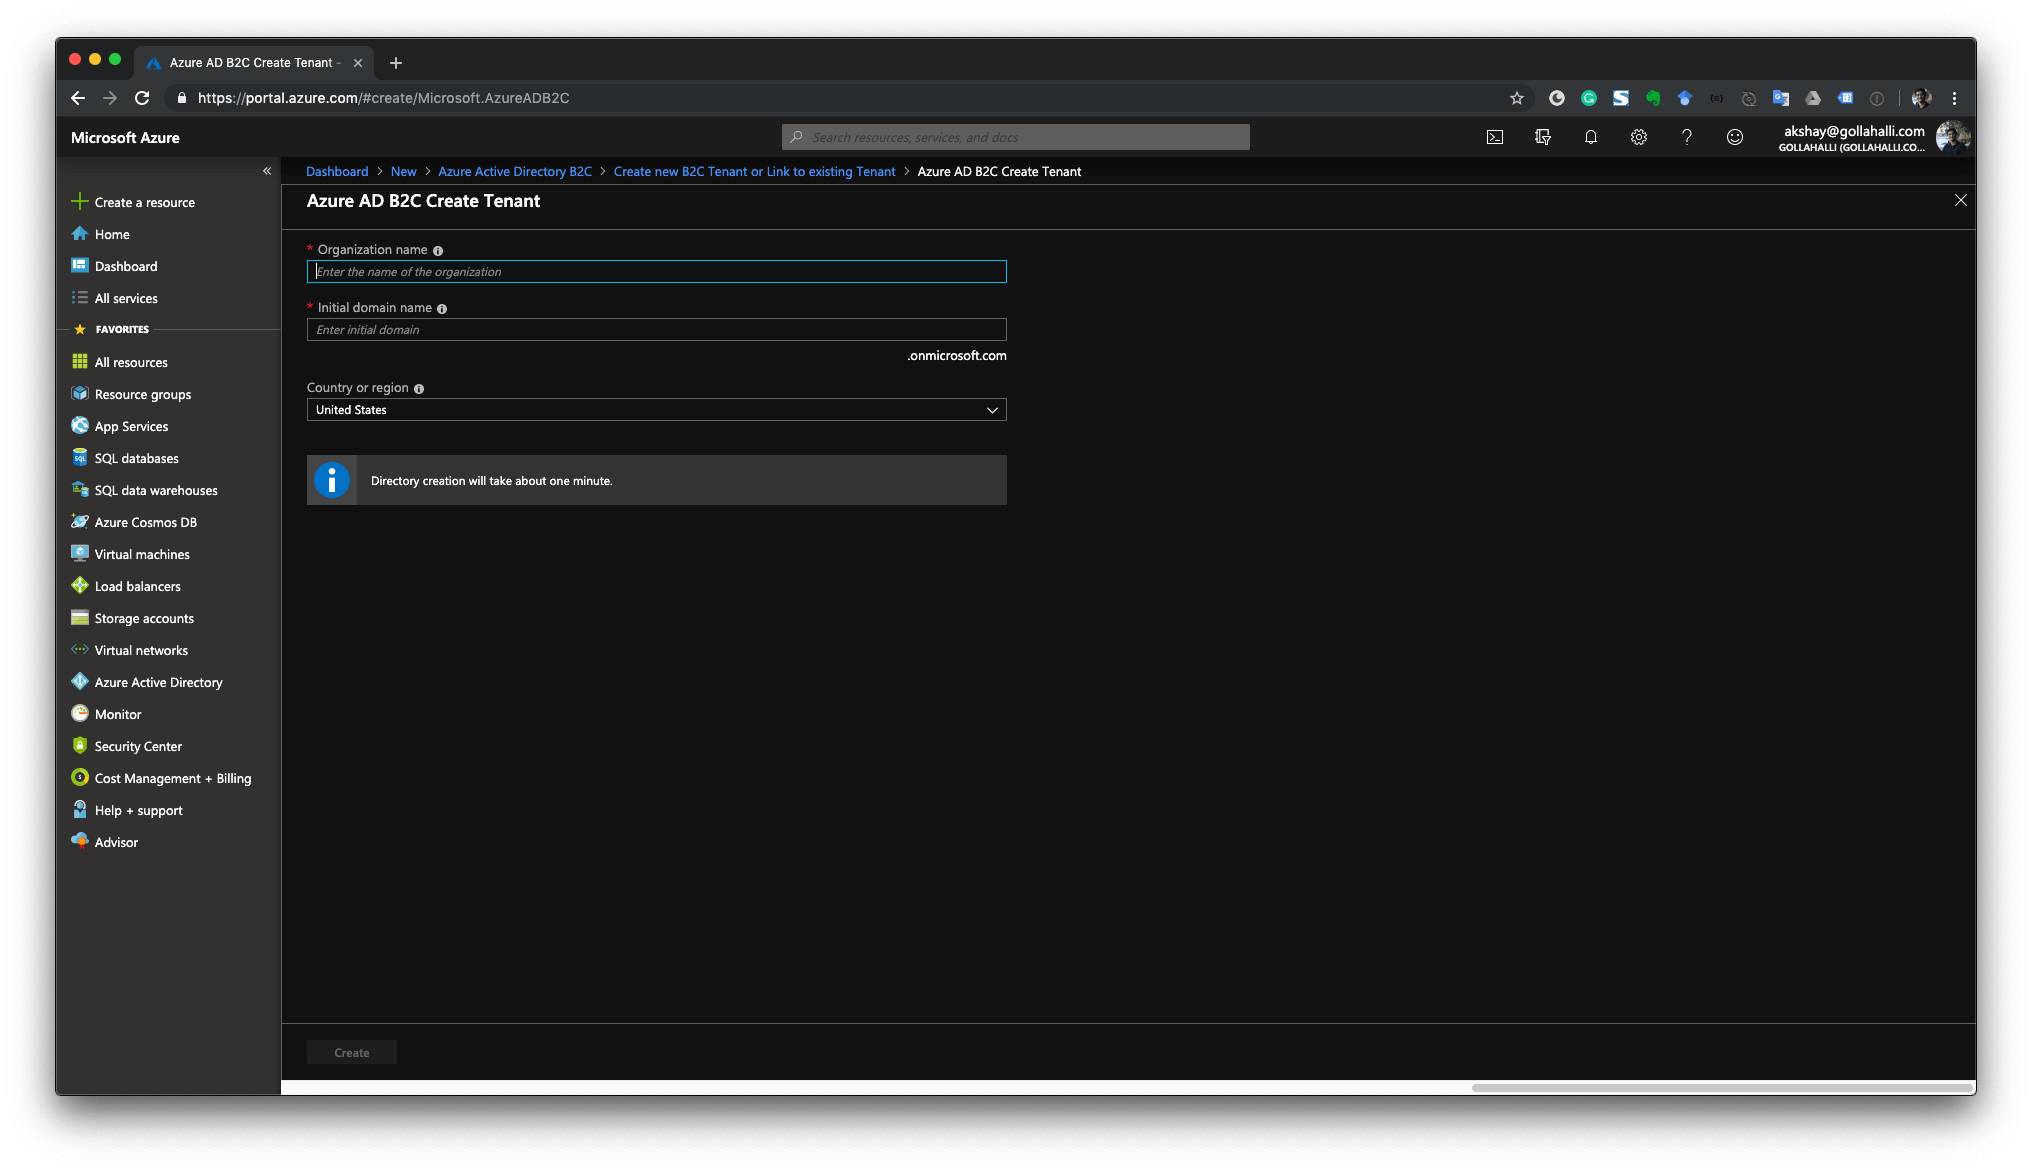 Azure AD B2C Create Tenant -
https://portal.azure.com/#create/Microsoft.AzureADB2C
Microsoft Azure
Search resources, services, and docs
akshay@gollahalli.com
GOLLAHALLI (GOLLAHALLI.CO...
Dashboard > New > Azure Active Directory B2C > Create new B2C Tenant or Link to existing Tenant > Azure AD B2C Create Tenant
Azure AD B2C Create Tenant
* Organization name
Enter the name of the organization
* Initial domain name
Enter initial domain
.onmicrosoft.com
Country or region
United States
Directory creation will take about one minute.
Create
Create a resource
Home
Dashboard
All services
FAVORITES
All resources
Resource groups
App Services
SQL databases
SQL data warehouses
Azure Cosmos DB
Virtual machines
Load balancers
Storage accounts
Virtual networks
Azure Active Directory
Monitor
Security Center
Cost Management + Billing
Help + support
Advisor